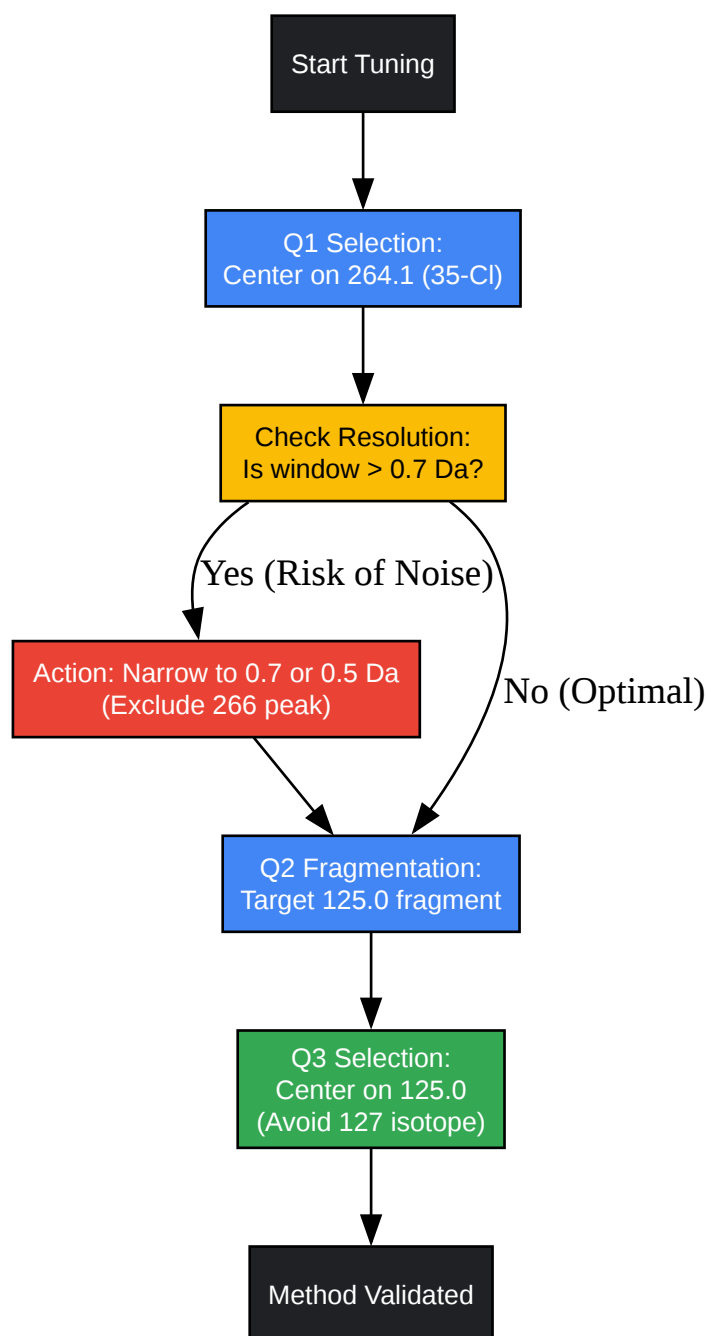 Start Tuning
Q1 Selection:
Center on 264.1 (35-Cl)
Check Resolution:
Is window > 0.7 Da?
Yes (Risk of Noise)
Action: Narrow to 0.7 or 0.5 Da
(Exclude 266 peak)
No (Optimal)
Q2 Fragmentation:
Target 125.0 fragment
Q3 Selection:
Center on 125.0
(Avoid 127 isotope)
Method Validated